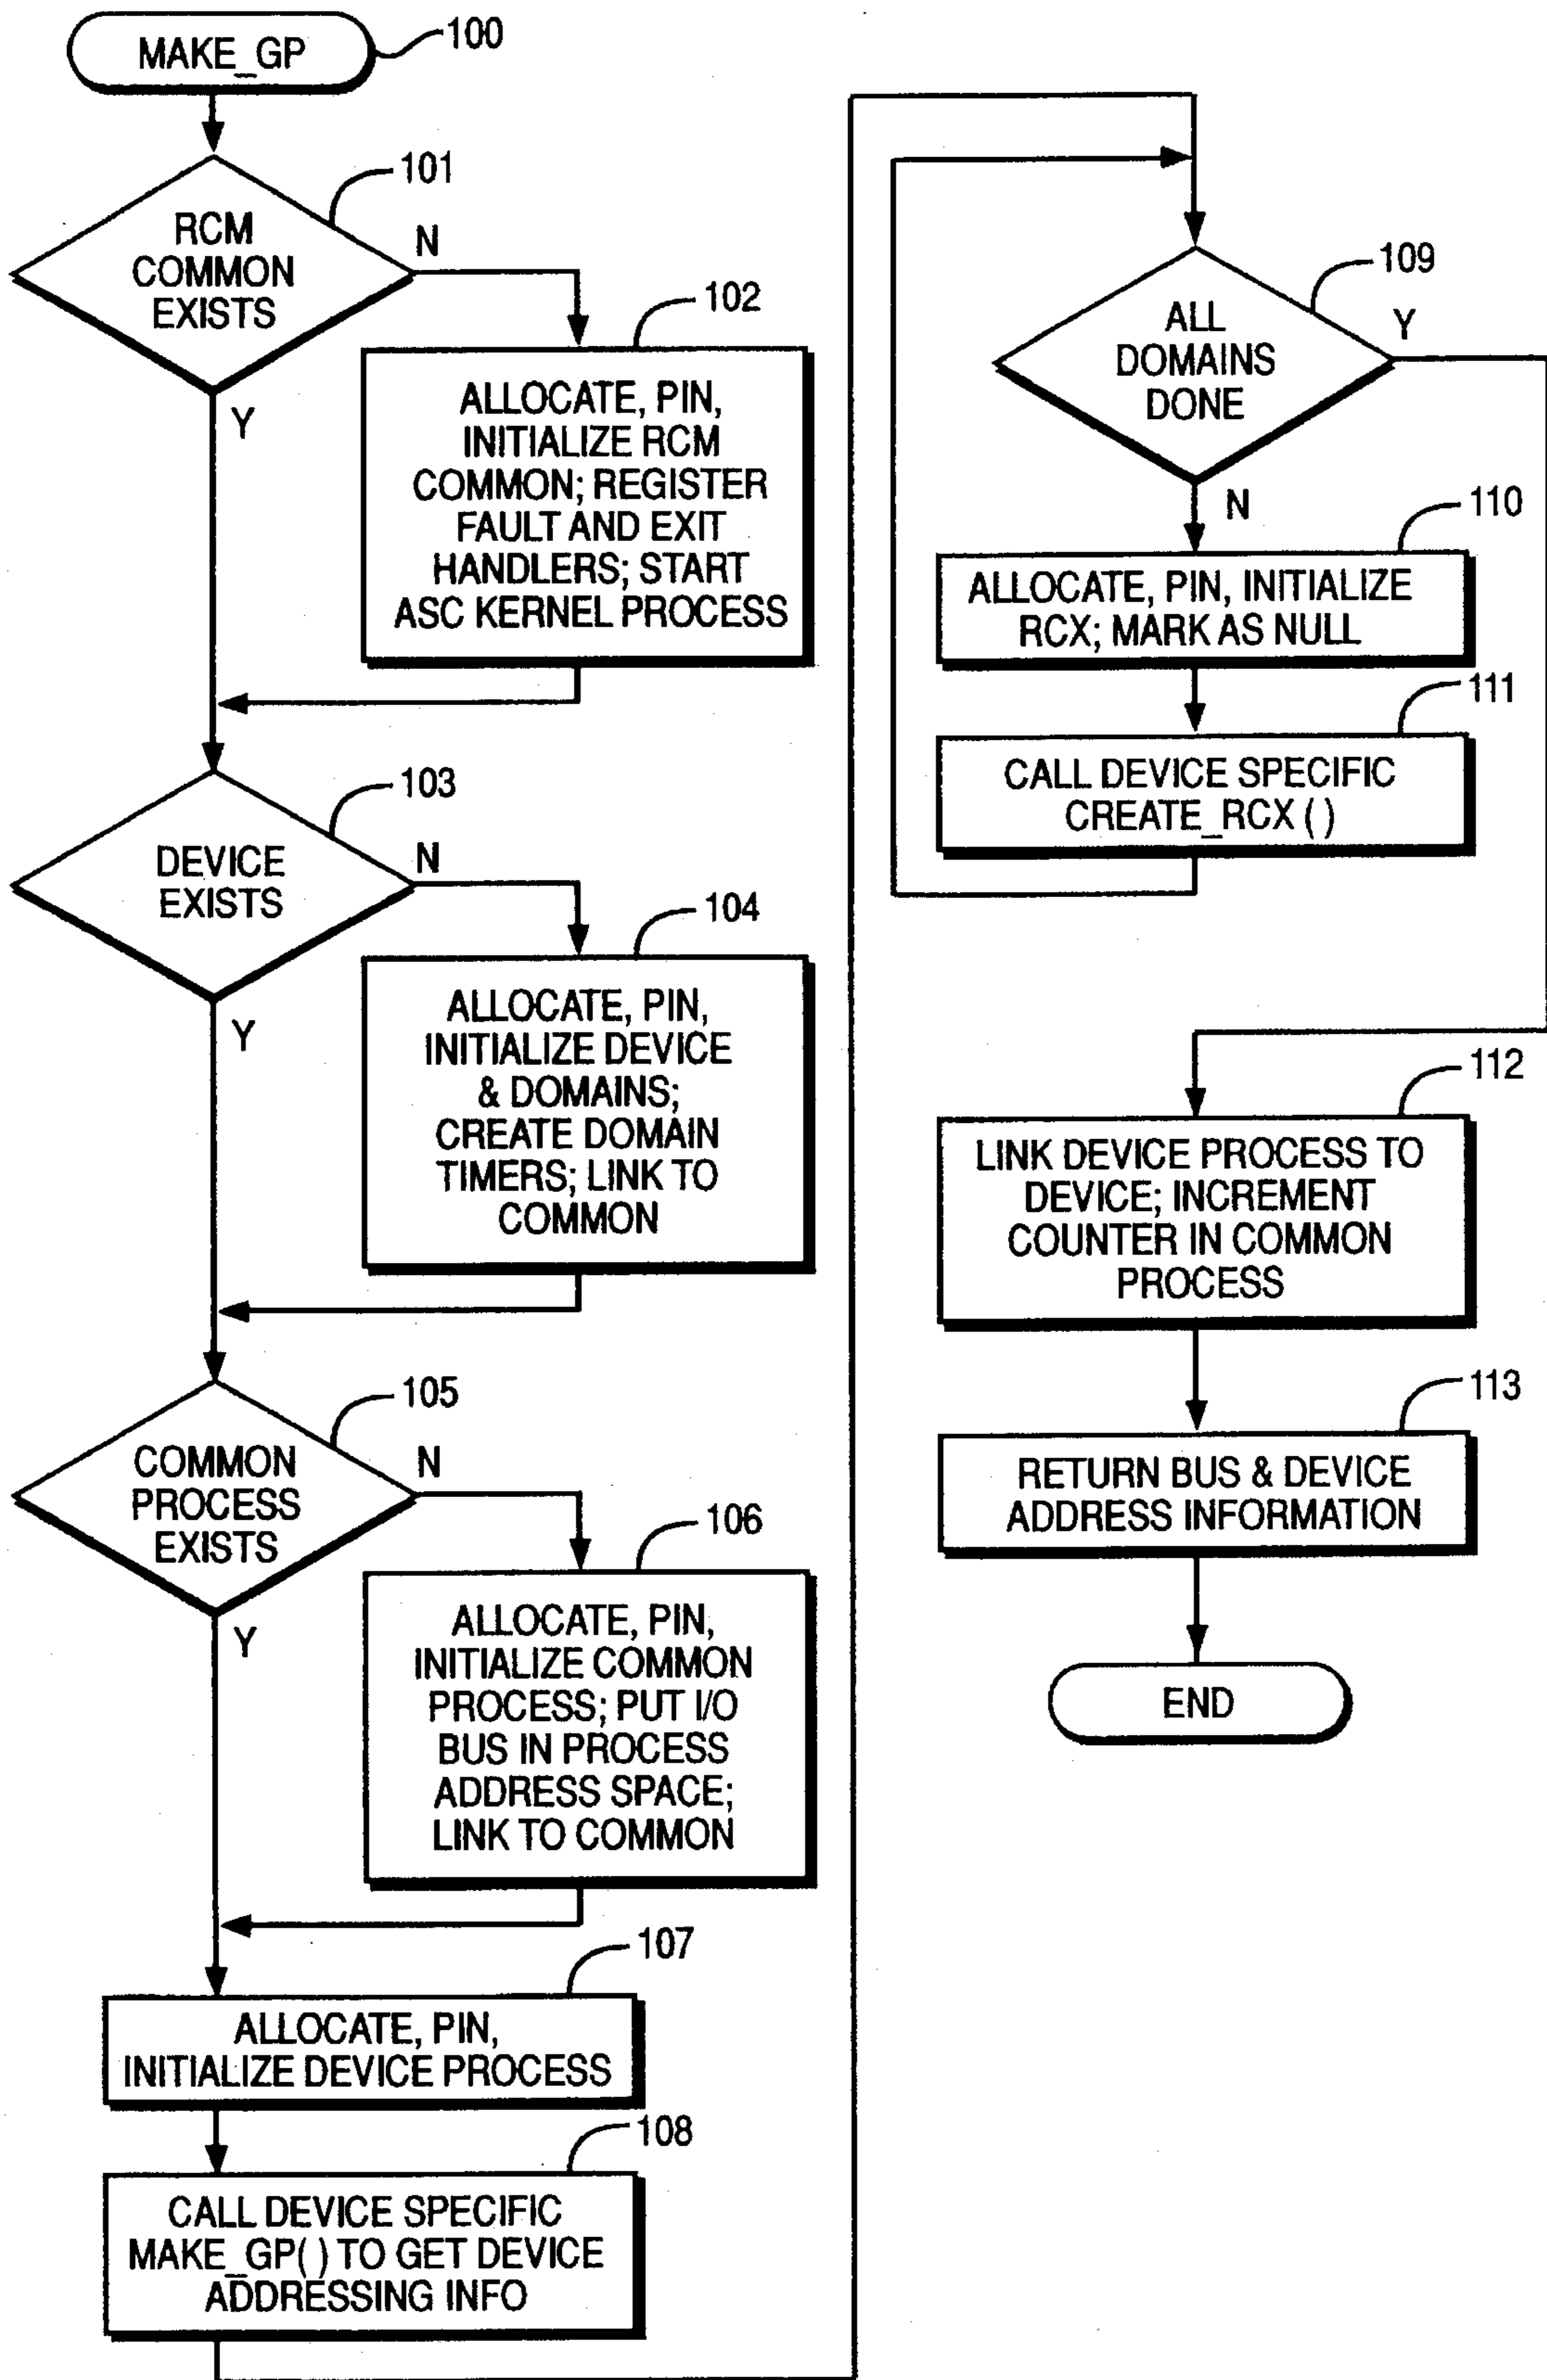 MAKE_GP
100
101
RCM
COMMON
EXISTS
N
Y
102
ALLOCATE, PIN,
INITIALIZE RCM
COMMON; REGISTER
FAULT AND EXIT
HANDLERS; START
ASC KERNEL PROCESS
103
DEVICE
EXISTS
N
Y
104
ALLOCATE, PIN,
INITIALIZE DEVICE
& DOMAINS;
CREATE DOMAIN
TIMERS; LINK TO
COMMON
105
COMMON
PROCESS
EXISTS
N
Y
106
ALLOCATE, PIN,
INITIALIZE COMMON
PROCESS; PUT I/O
BUS IN PROCESS
ADDRESS SPACE;
LINK TO COMMON
107
ALLOCATE, PIN,
INITIALIZE DEVICE PROCESS
108
CALL DEVICE SPECIFIC
MAKE_GP( ) TO GET DEVICE
ADDRESSING INFO
109
ALL
DOMAINS
DONE
Y
N
110
ALLOCATE, PIN, INITIALIZE
RCX; MARK AS NULL
111
CALL DEVICE SPECIFIC
CREATE_RCX ( )
112
LINK DEVICE PROCESS TO
DEVICE; INCREMENT
COUNTER IN COMMON
PROCESS
113
RETURN BUS & DEVICE
ADDRESS INFORMATION
END